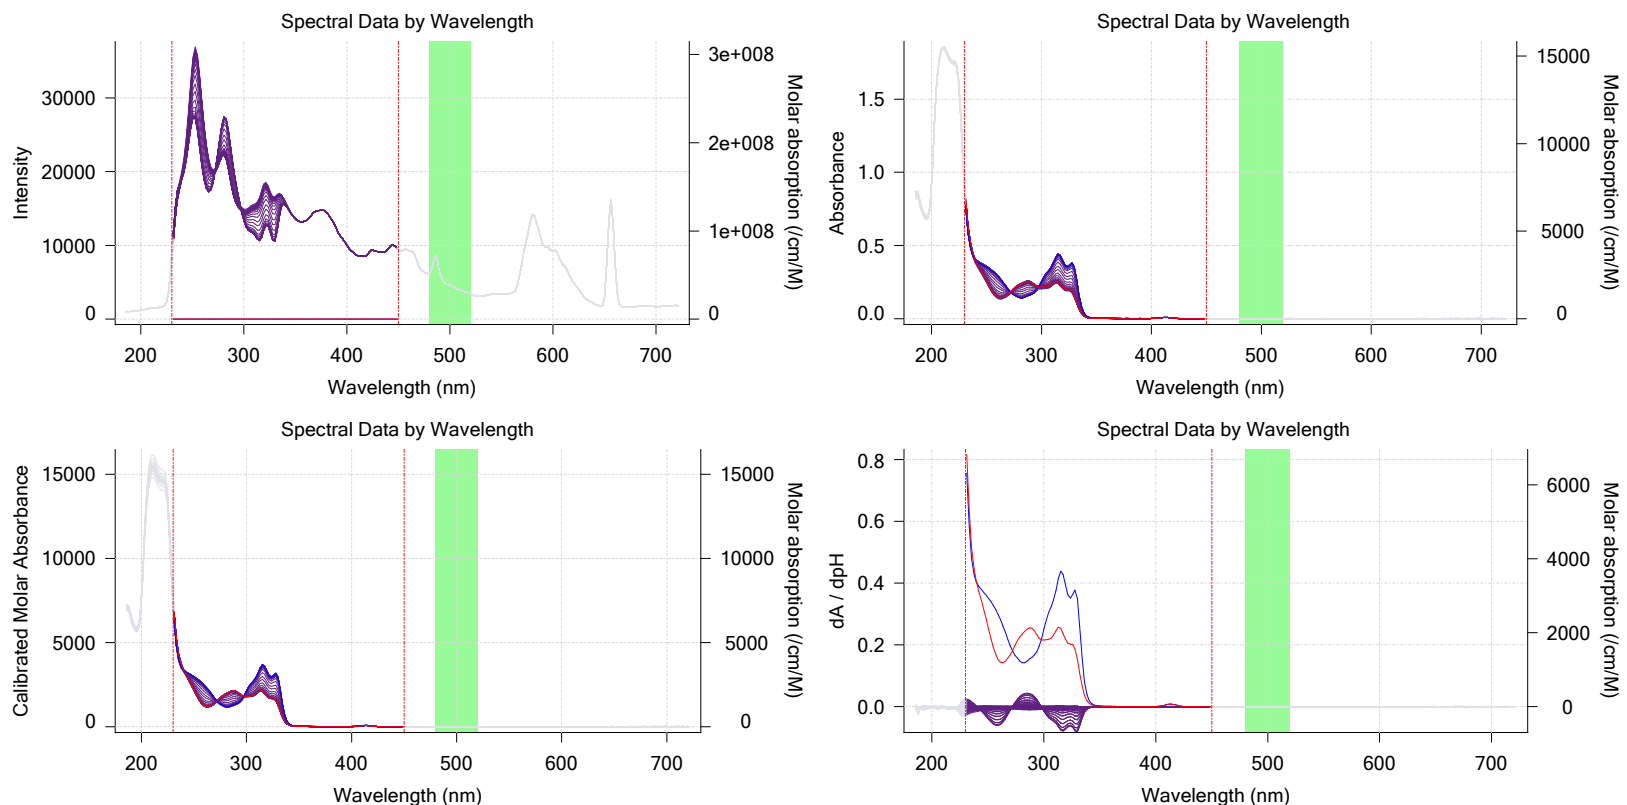 Spectral Data by Wavelength
Intensity
30000
20000
10000
0
3e+008
2e+008
1e+008
0
Molar absorption (/cm/M)
200 300 400 500 600 700
Wavelength (nm)
Spectral Data by Wavelength
Absorbance
1.5
1.0
0.5
0.0
15000
10000
5000
0
Molar absorption (/cm/M)
200 300 400 500 600 700
Wavelength (nm)
Spectral Data by Wavelength
Calibrated Molar Absorbance
15000
10000
5000
0
15000
10000
5000
0
Molar absorption (/cm/M)
200 300 400 500 600 700
Wavelength (nm)
Spectral Data by Wavelength
dA / dpH
0.8
0.6
0.4
0.2
0.0
6000
4000
2000
0
Molar absorption (/cm/M)
200 300 400 500 600 700
Wavelength (nm)